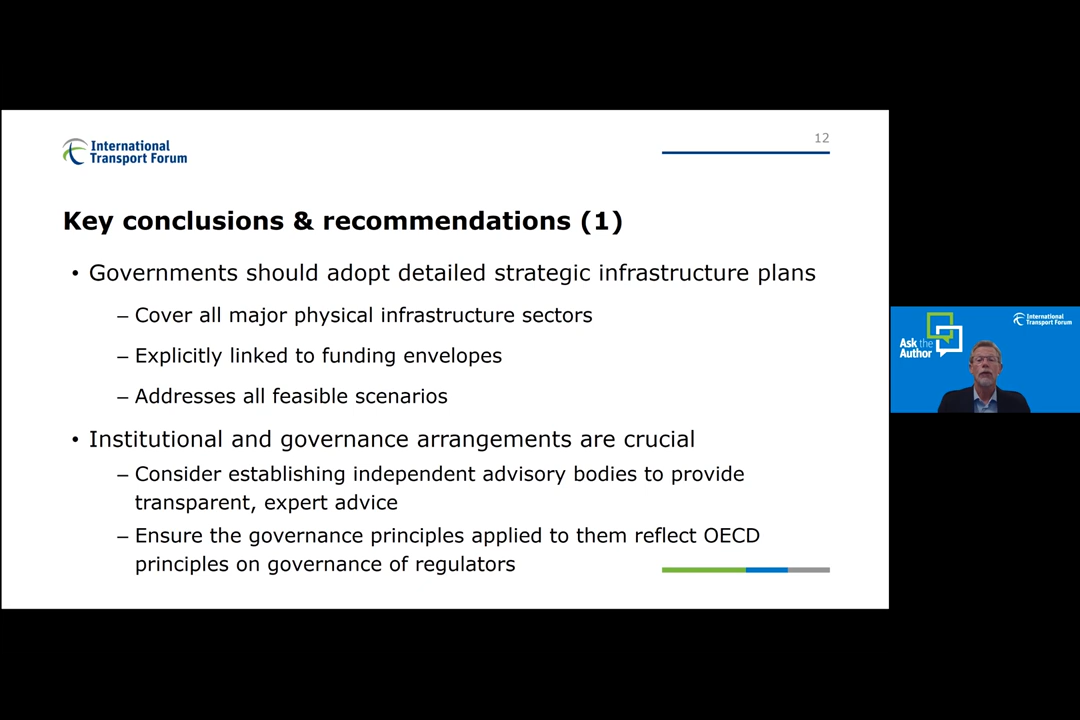 International
Transport Forum
12
Key conclusions & recommendations (1)
• Governments should adopt detailed strategic infrastructure plans
– Cover all major physical infrastructure sectors
– Explicitly linked to funding envelopes
– Addresses all feasible scenarios
• Institutional and governance arrangements are crucial
– Consider establishing independent advisory bodies to provide
transparent, expert advice
– Ensure the governance principles applied to them reflect OECD
principles on governance of regulators
International
Transport Forum
Ask the
Author